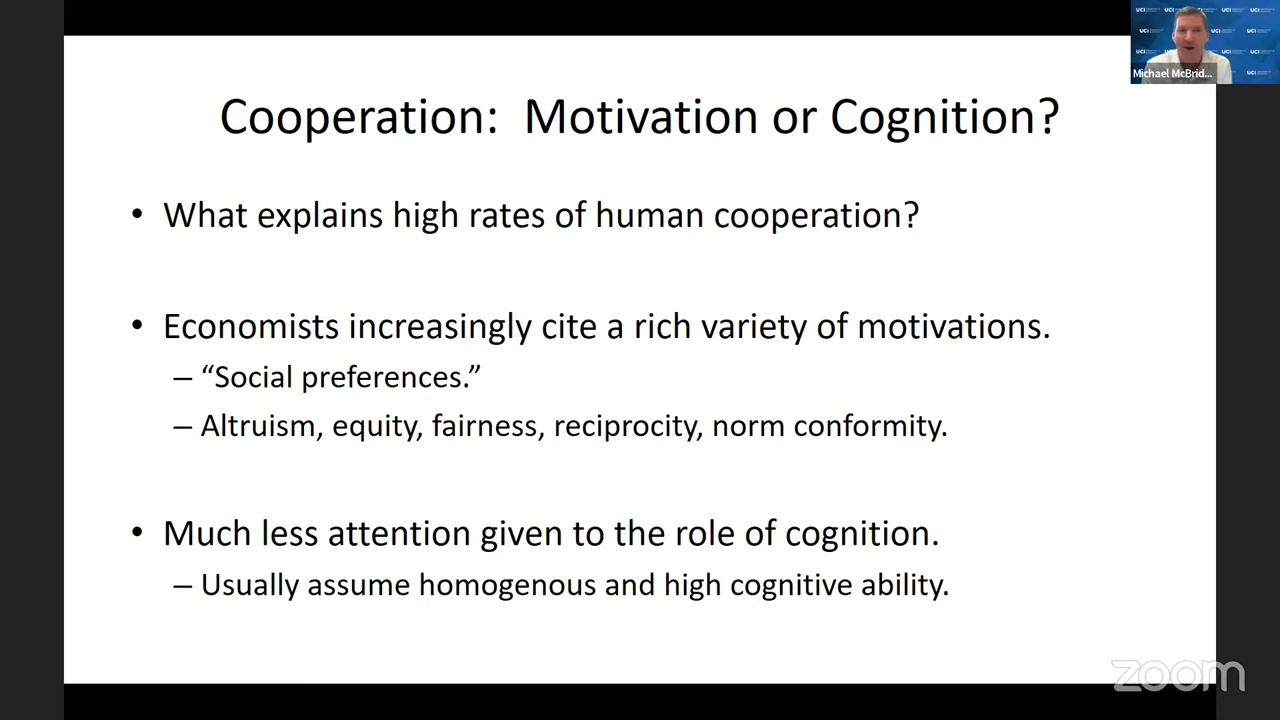 Cooperation: Motivation or Cognition?
• What explains high rates of human cooperation?
• Economists increasingly cite a rich variety of motivations.
– “Social preferences.”
– Altruism, equity, fairness, reciprocity, norm conformity.
• Much less attention given to the role of cognition.
– Usually assume homogenous and high cognitive ability.
UCI
Michael McBrid...
zoom